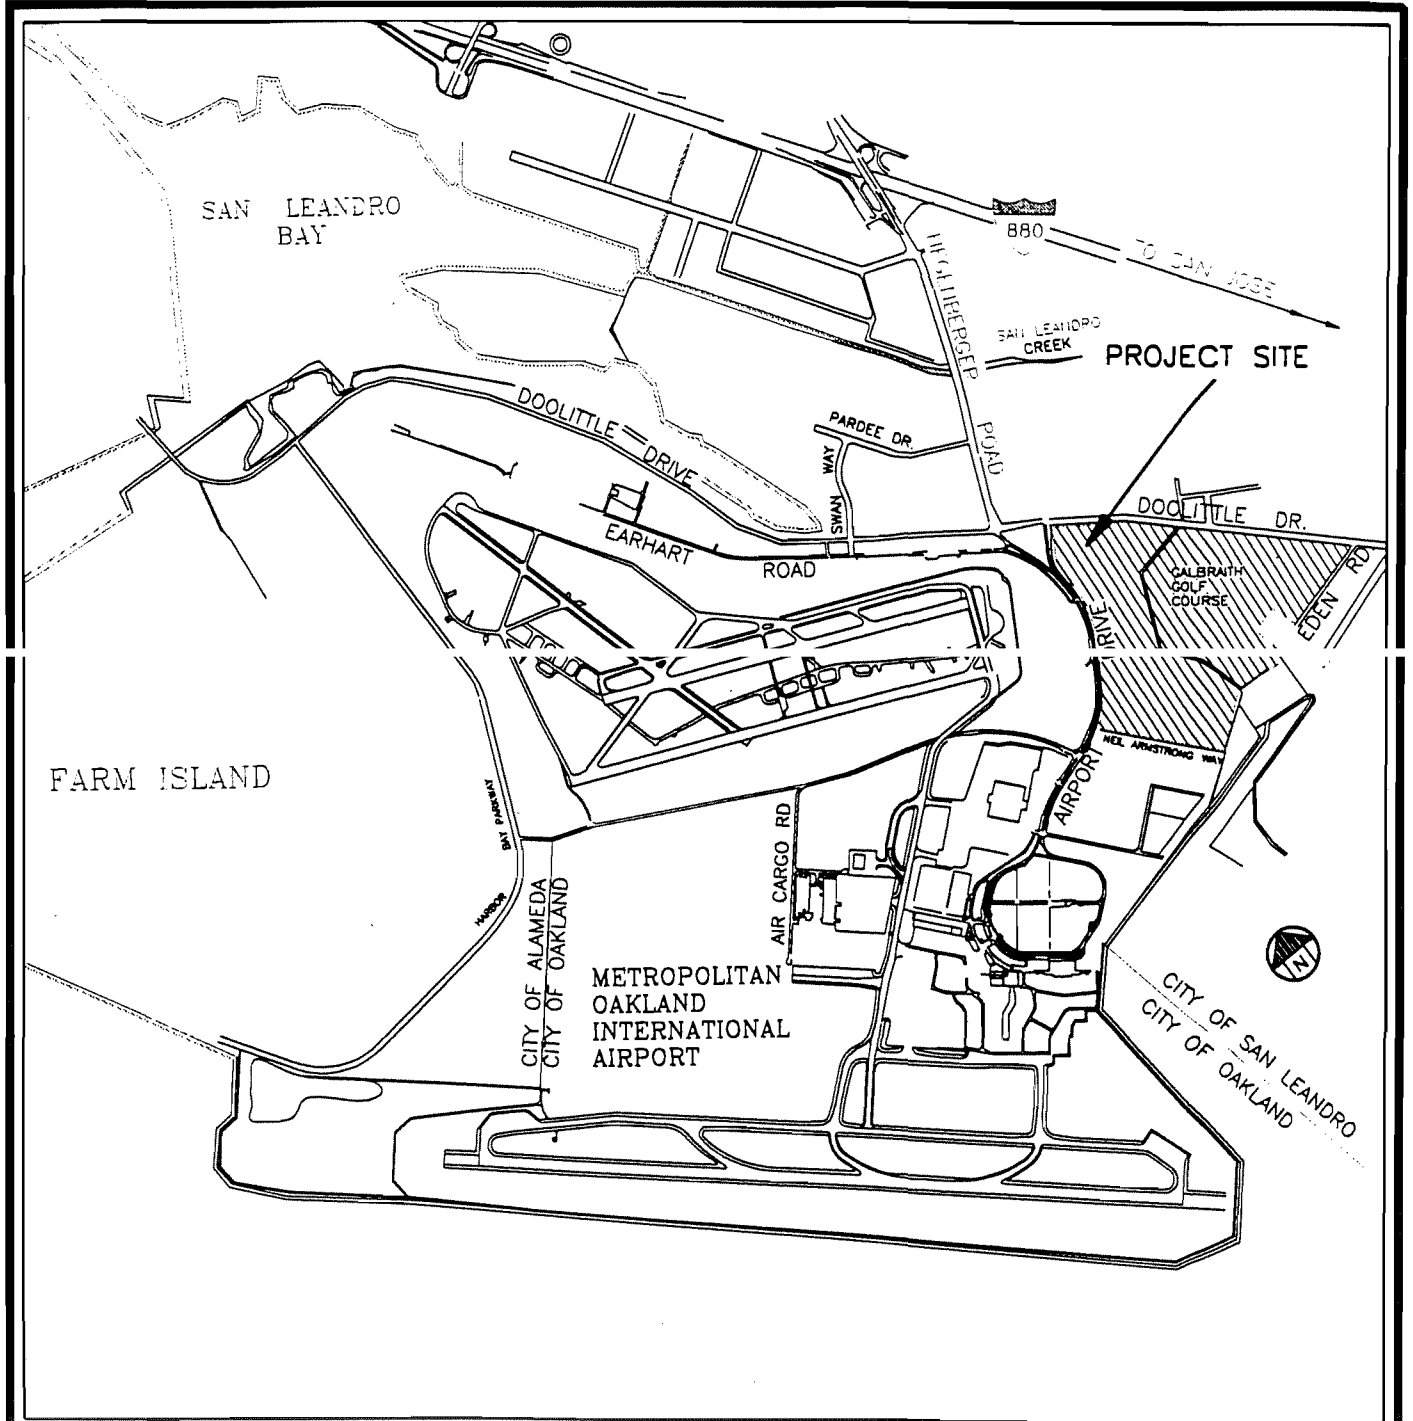 SAN LEANDRO
BAY
880
TO SAN JOSE
HEGENBERGER
ROAD
SAN LEANDRO
CREEK
PROJECT SITE
DOOLITTLE
DRIVE
PARDEE DR.
SWAN WAY
DOOLITTLE DR.
EARHART
ROAD
GALBRAITH
GOLF
COURSE
EDEN RD
AIRPORT DRIVE
NEIL ARMSTRONG WAY
FARM ISLAND
HARBOR BAY PARKWAY
AIR CARGO RD
CITY OF ALAMEDA
CITY OF OAKLAND
METROPOLITAN
OAKLAND
INTERNATIONAL
AIRPORT
N
CITY OF SAN LEANDRO
CITY OF OAKLAND